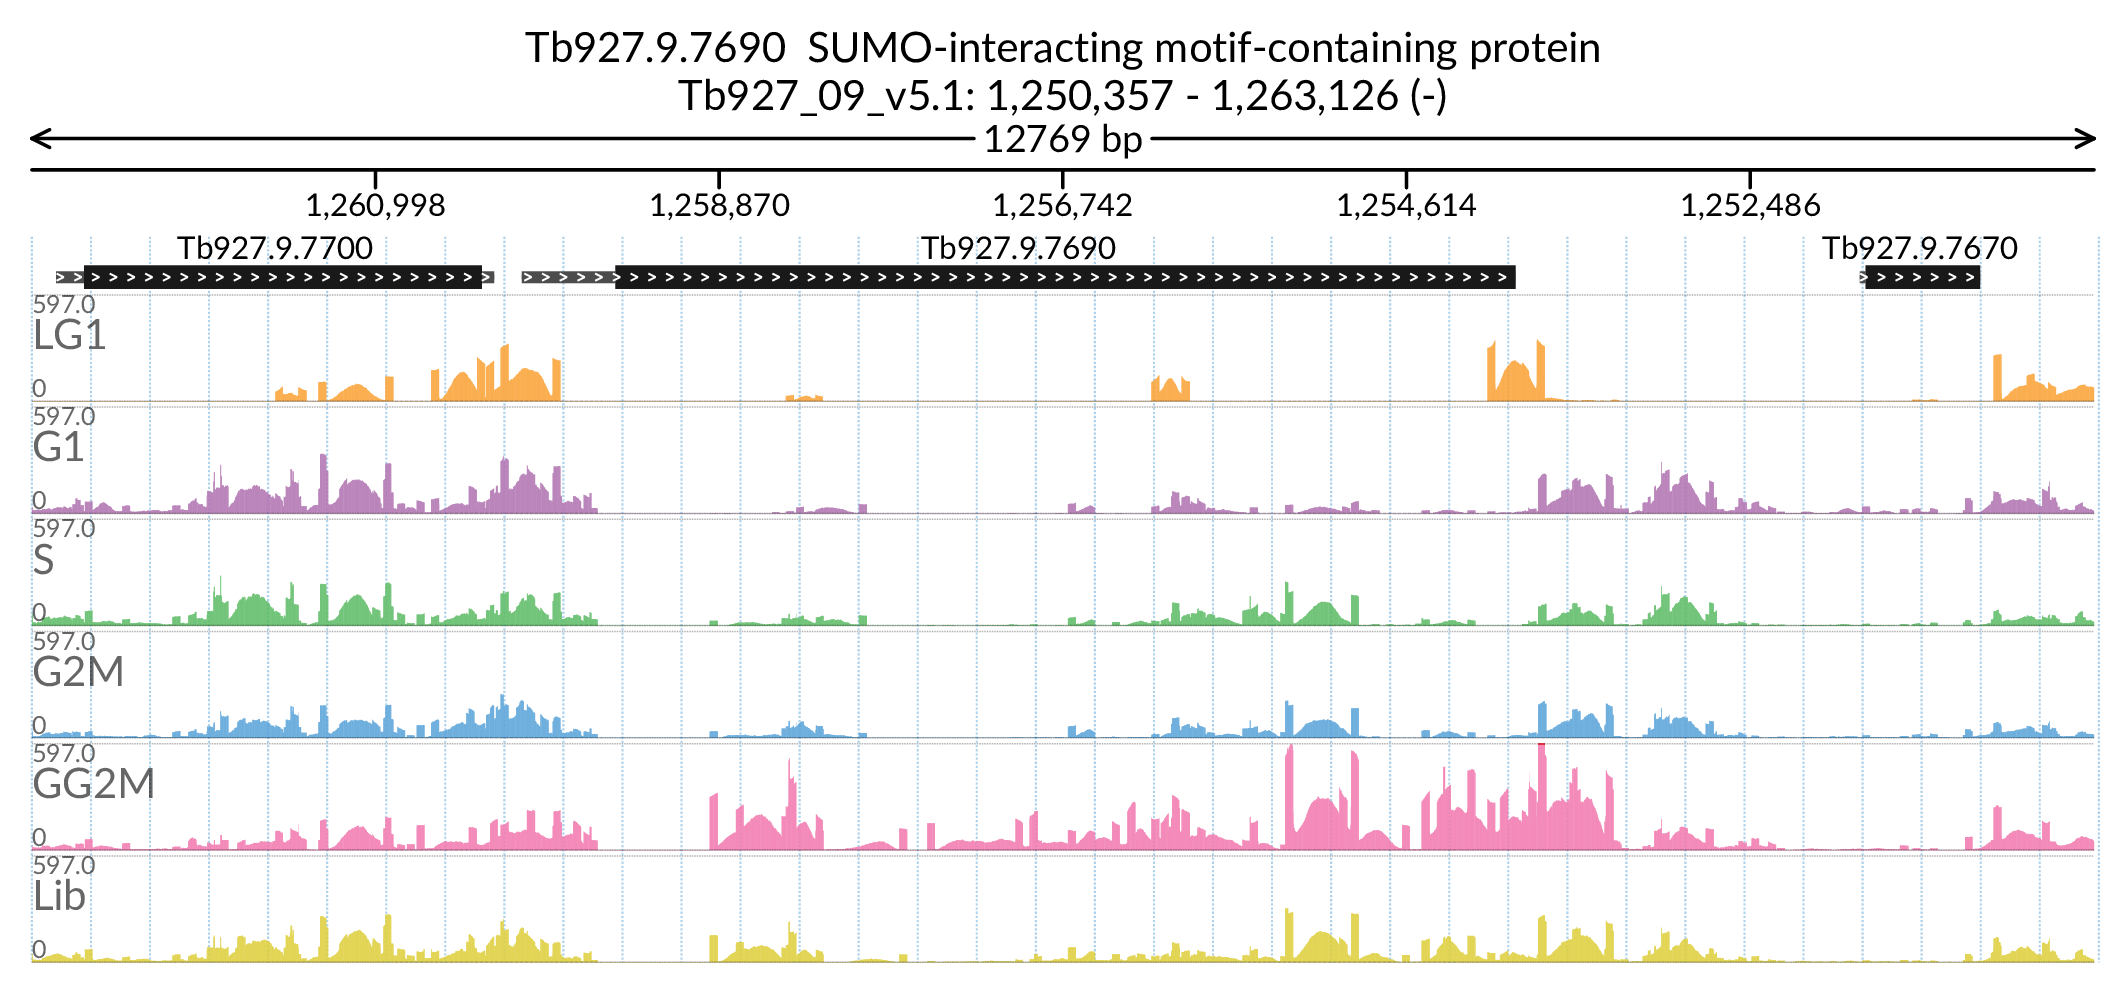 Tb927.9.7690  SUMO-interacting motif-containing protein
Tb927_09_v5.1: 1,250,357 - 1,263,126 (-)
12769 bp
1,260,998 1,258,870 1,256,742 1,254,614 1,252,486
Tb927.9.7700 Tb927.9.7690 Tb927.9.7670
597.0
LG1
0
597.0
G1
0
597.0
S
0
597.0
G2M
0
597.0
GG2M
0
597.0
Lib
0